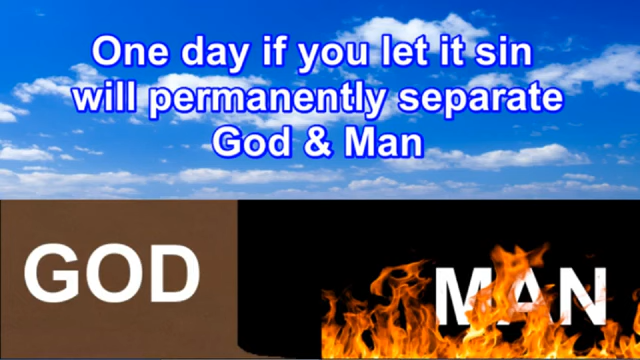 One day if you let it sin
will permanently separate
God & Man
GOD
MAN